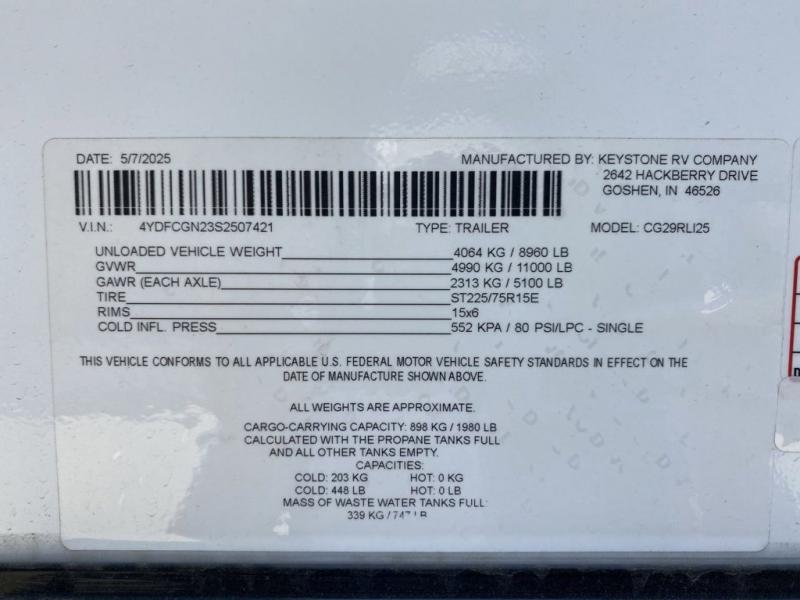 DATE: 5/7/2025 MANUFACTURED BY: KEYSTONE RV COMPANY
2642 HACKBERRY DRIVE
GOSHEN, IN 46526
V.I.N.: 4YDFCGN23S2507421 TYPE: TRAILER MODEL: CG29RLI25
UNLOADED VEHICLE WEIGHT 4064 KG / 8960 LB
GVWR 4990 KG / 11000 LB
GAWR (EACH AXLE) 2313 KG / 5100 LB
TIRE ST225/75R15E
RIMS 15x6
COLD INFL. PRESS 552 KPA / 80 PSI/LPC - SINGLE
THIS VEHICLE CONFORMS TO ALL APPLICABLE U.S. FEDERAL MOTOR VEHICLE SAFETY STANDARDS IN EFFECT ON THE
DATE OF MANUFACTURE SHOWN ABOVE.
ALL WEIGHTS ARE APPROXIMATE.
CARGO-CARRYING CAPACITY: 898 KG / 1980 LB
CALCULATED WITH THE PROPANE TANKS FULL
AND ALL OTHER TANKS EMPTY.
CAPACITIES:
COLD: 203 KG HOT: 0 KG
COLD: 448 LB HOT: 0 LB
MASS OF WASTE WATER TANKS FULL:
339 KG / 747 LB